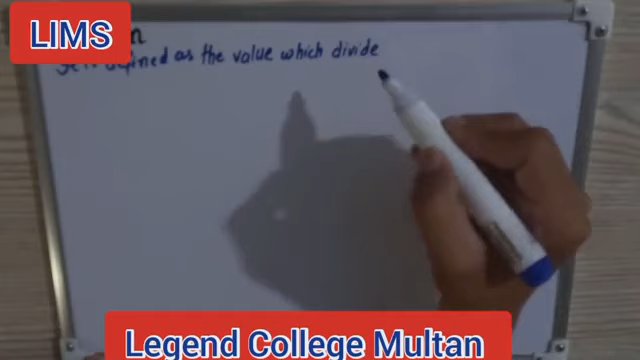 LIMS
defined as the value which divide
Legend College Multan